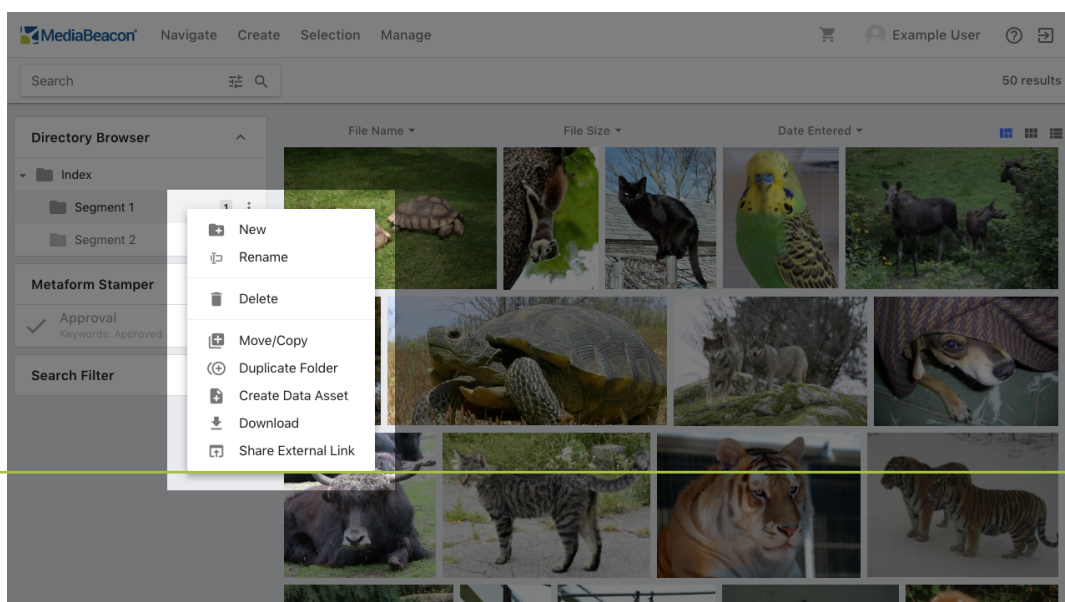 MediaBeacon® Navigate Create Selection Manage Example User
Search 50 results
Directory Browser
File Name File Size Date Entered
Index
Segment 1 1
Segment 2
New
Rename
Delete
Metaform Stamper
Approval
Keywords: Approved
Search Filter
Move/Copy
Duplicate Folder
Create Data Asset
Download
Share External Link